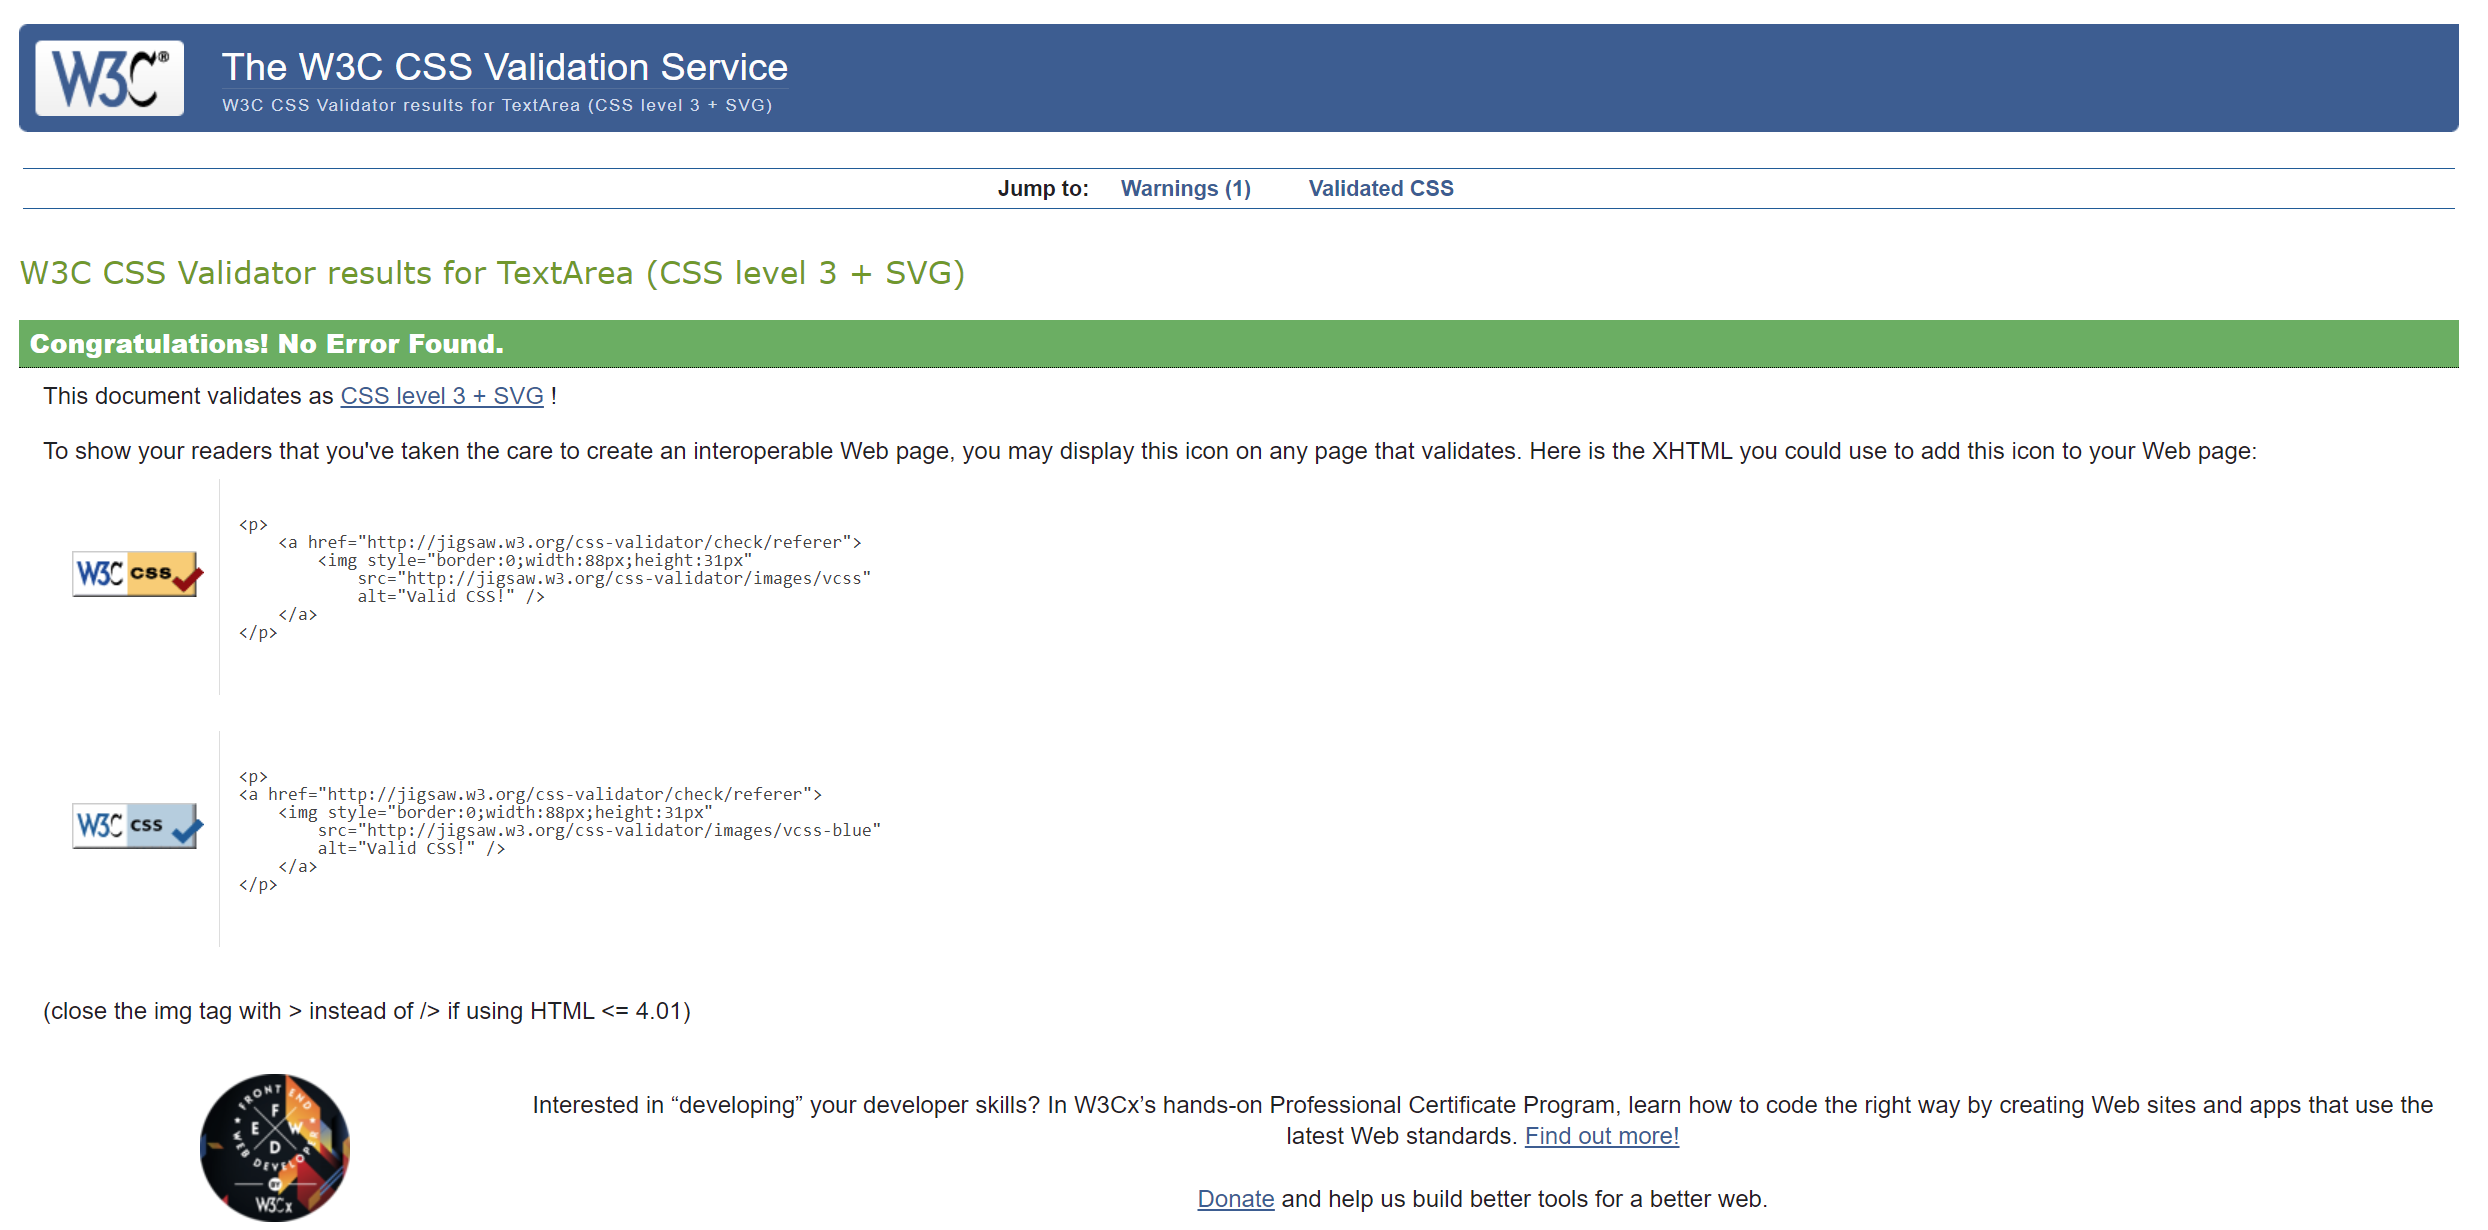 W3C®
The W3C CSS Validation Service
W3C CSS Validator results for TextArea (CSS level 3 + SVG)
Jump to: Warnings (1) Validated CSS
W3C CSS Validator results for TextArea (CSS level 3 + SVG)
Congratulations! No Error Found.
This document validates as CSS level 3 + SVG !
To show your readers that you've taken the care to create an interoperable Web page, you may display this icon on any page that validates. Here is the XHTML you could use to add this icon to your Web page:
W3C css
<p>
    <a href="http://jigsaw.w3.org/css-validator/check/referer">
        <img style="border:0;width:88px;height:31px"
            src="http://jigsaw.w3.org/css-validator/images/vcss"
            alt="Valid CSS!" />
    </a>
</p>
W3C css
<p>
<a href="http://jigsaw.w3.org/css-validator/check/referer">
    <img style="border:0;width:88px;height:31px"
        src="http://jigsaw.w3.org/css-validator/images/vcss-blue"
        alt="Valid CSS!" />
    </a>
</p>
(close the img tag with > instead of /> if using HTML <= 4.01)
FRONT END
F
E W
D
WEB DEVELOPER
BY
W3Cx
Interested in “developing” your developer skills? In W3Cx’s hands-on Professional Certificate Program, learn how to code the right way by creating Web sites and apps that use the
latest Web standards. Find out more!
Donate and help us build better tools for a better web.